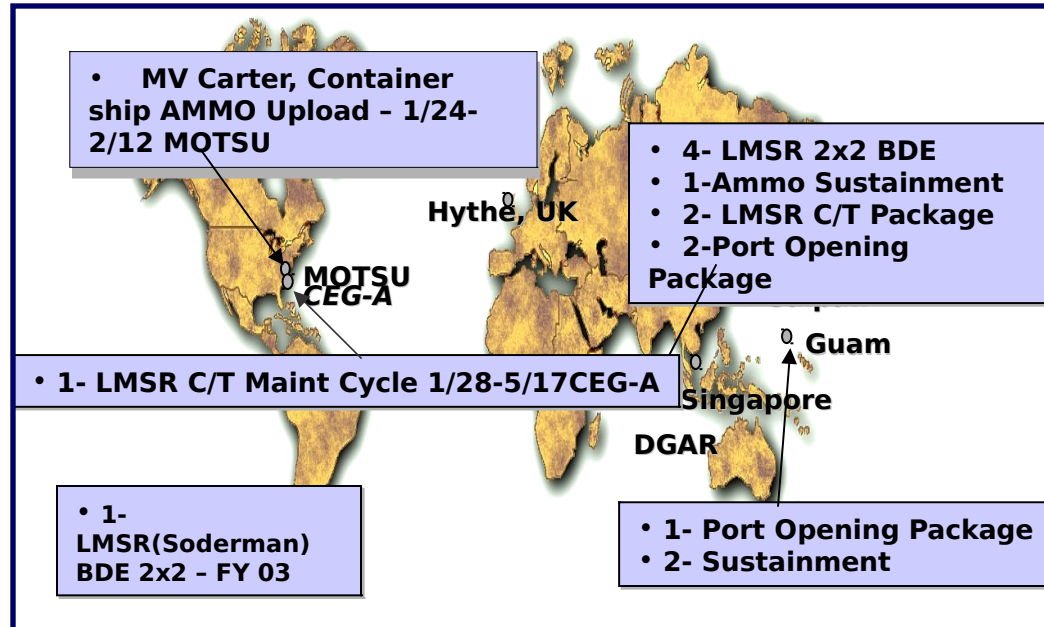 • MV Carter, Container
ship AMMO Upload – 1/24-
2/12 MOTSU
• 4- LMSR 2x2 BDE
• 1-Ammo Sustainment
• 2- LMSR C/T Package
• 2-Port Opening
Package
Hythe, UK
MOTSU
CEG-A
Guam
• 1- LMSR C/T Maint Cycle 1/28-5/17CEG-A
Singapore
DGAR
• 1-
LMSR(Soderman)
BDE 2x2 – FY 03
• 1- Port Opening Package
• 2- Sustainment